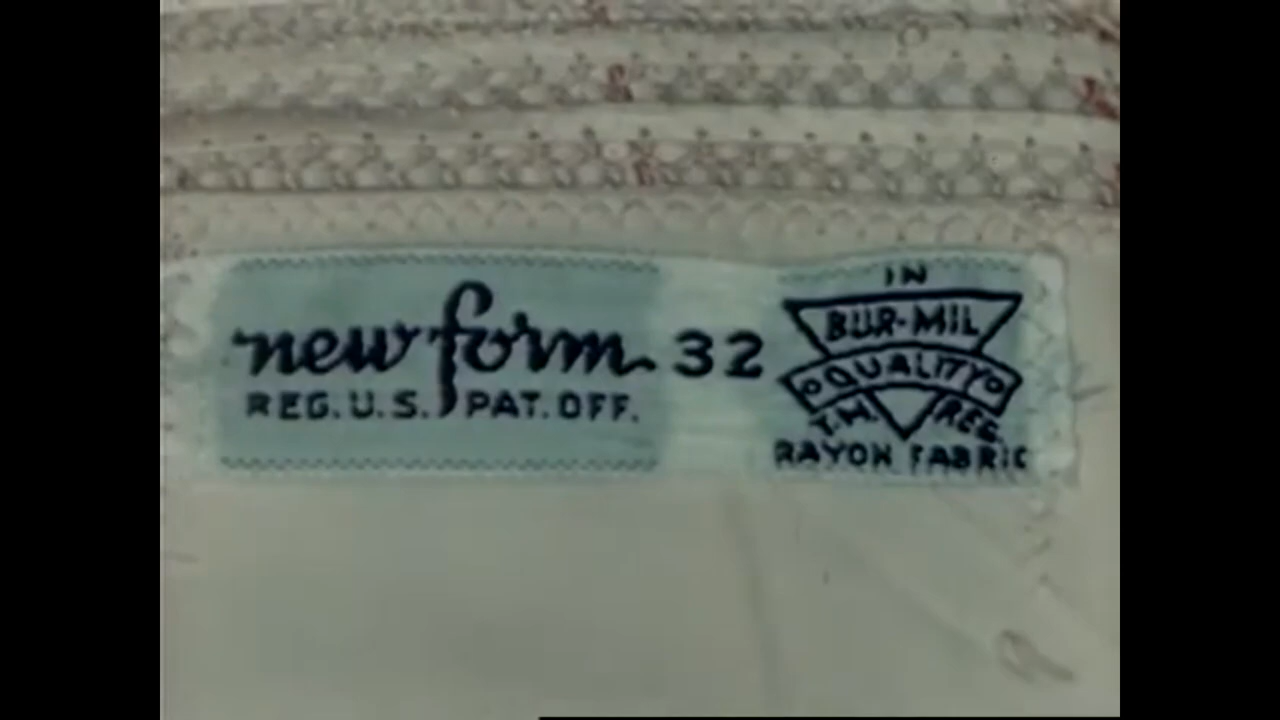 new form 32
REG. U.S. PAT. OFF.
IN
BUR-MIL
QUALITY
T.M. REG.
RAYON FABRIC